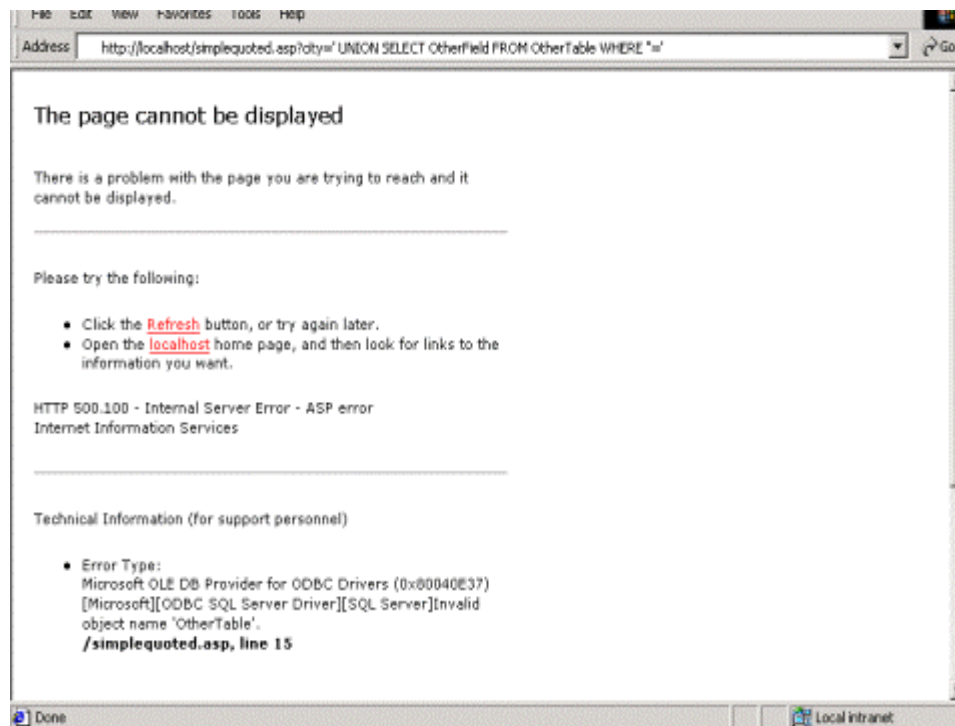 File Edit View Favorites Tools Help
Address http://localhost/simplequoted.asp?city=' UNION SELECT OtherField FROM OtherTable WHERE ''=' Go
The page cannot be displayed
There is a problem with the page you are trying to reach and it
cannot be displayed.
Please try the following:
• Click the Refresh button, or try again later.
• Open the localhost home page, and then look for links to the
information you want.
HTTP 500.100 - Internal Server Error - ASP error
Internet Information Services
Technical Information (for support personnel)
• Error Type:
Microsoft OLE DB Provider for ODBC Drivers (0x80040E37)
[Microsoft][ODBC SQL Server Driver][SQL Server]Invalid
object name 'OtherTable'.
/simplequoted.asp, line 15
Done Local intranet